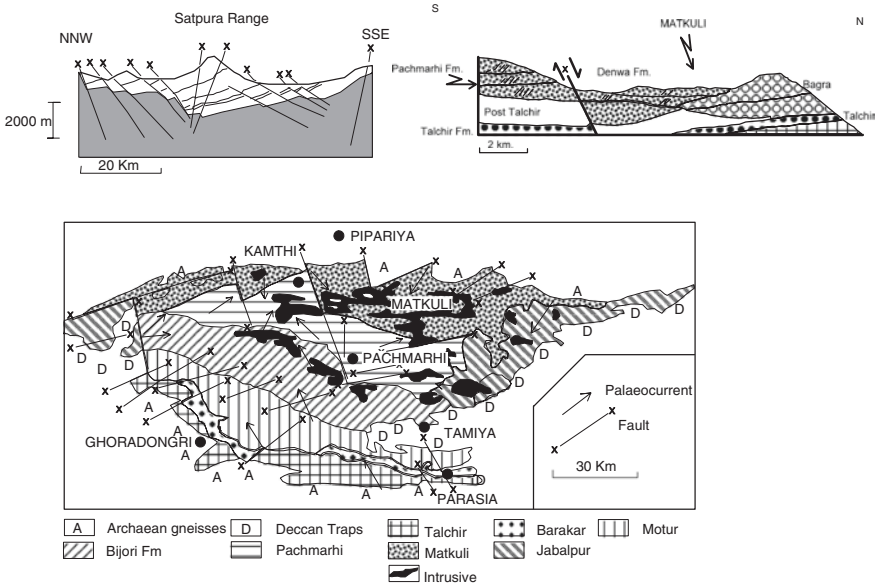 Satpura Range
NNW
SSE
2000 m
20 Km
S
N
MATKULI
Pachmarhi Fm.
Denwa Fm.
Bagra
Post Talchir
Talchir
Talchir Fm.
2 km.
PIPARIYA
KAMTHI
MATKULI
PACHMARHI
GHORADONGRI
TAMIYA
PARASIA
A
A
A
A
A
A
A
A
A
A
A
A
D
D
D
D
D
D
D
D
D
D
D
D
D
Palaeocurrent
Fault
30 Km
A Archaean gneisses D Deccan Traps Talchir Barakar Motur
Bijori Fm Pachmarhi Matkuli Jabalpur
Intrusive